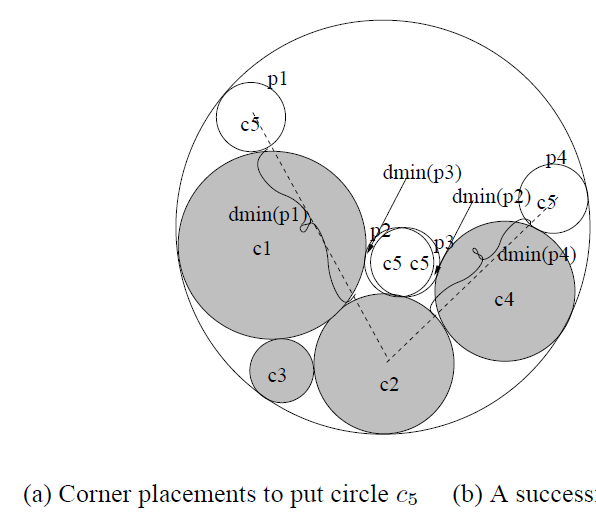 p1
c5
p4
dmin(p3)
dmin(p2)
c5
dmin(p1)
p2
p3
c1
dmin(p4)
c5 c5
c4
c3
c2
(a) Corner placements to put circle c5 (b) A success